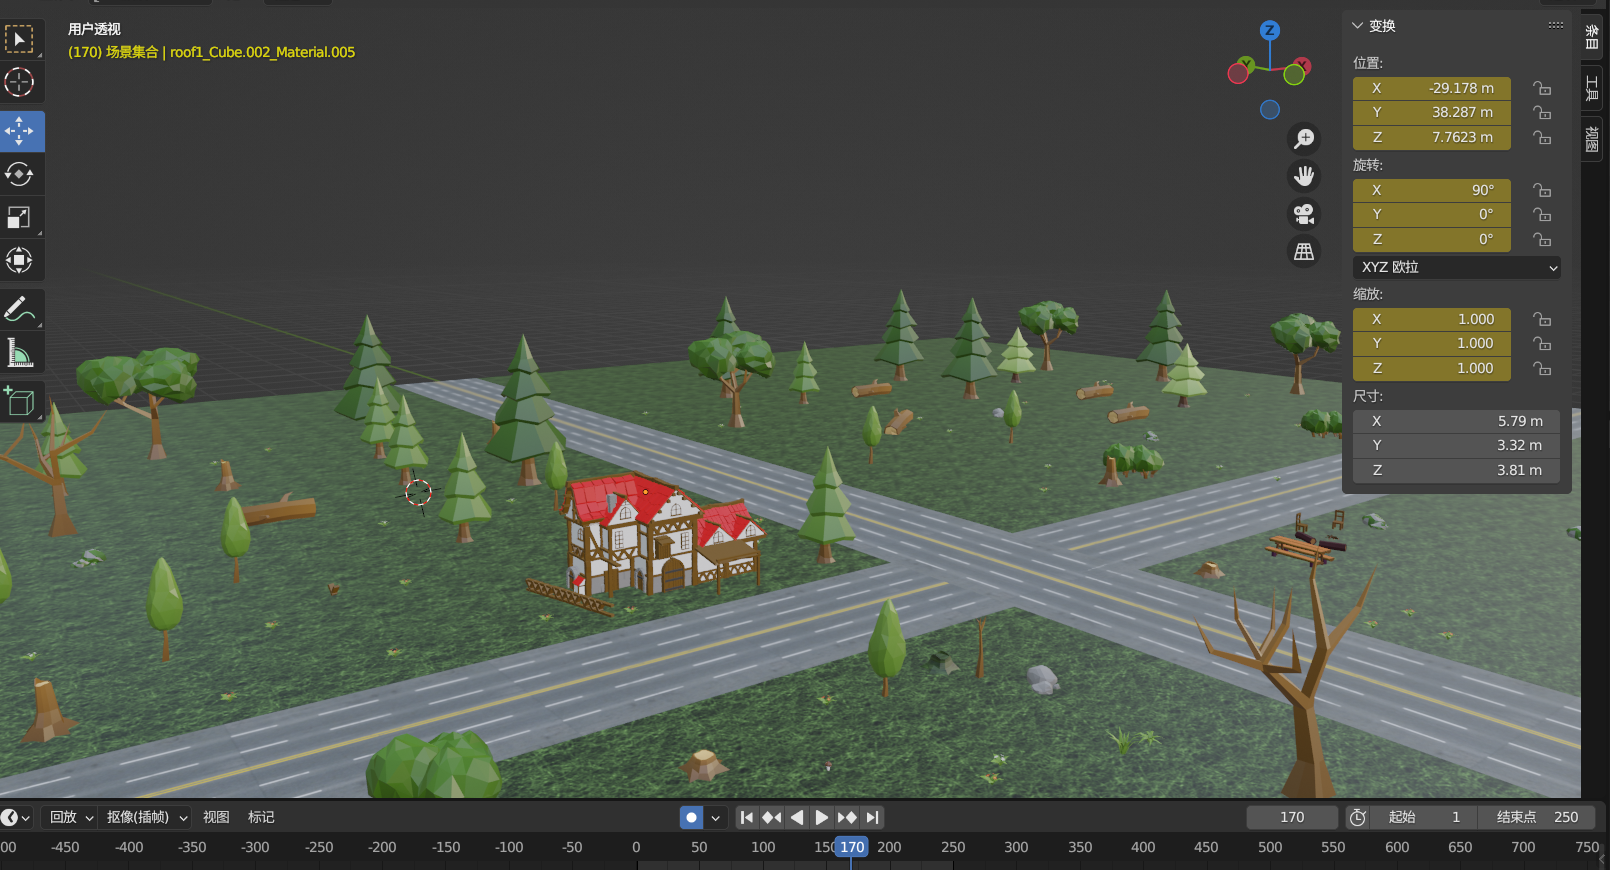 用户透视
(170) 场景集合 | roof1_Cube.002_Material.005
Z
Y
X
变换
位置:
X -29.178 m
Y 38.287 m
Z 7.7623 m
旋转:
X 90°
Y 0°
Z 0°
XYZ 欧拉
缩放:
X 1.000
Y 1.000
Z 1.000
尺寸:
X 5.79 m
Y 3.32 m
Z 3.81 m
条目
工具
视图
回放 抠像(插帧) 视图 标记
170 起始 1 结束点 250
00 -450 -400 -350 -300 -250 -200 -150 -100 -50 0 50 100 150 170 200 250 300 350 400 450 500 550 600 650 700 750